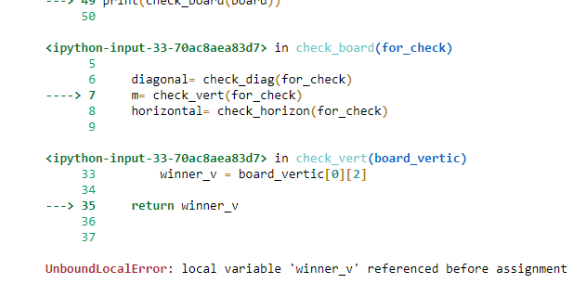 ---> 49 print(check_board(board))
50
<ipython-input-33-70ac8aea83d7> in check_board(for_check)
5
6 diagonal= check_diag(for_check)
----> 7 m= check_vert(for_check)
8 horizontal= check_horizon(for_check)
9
<ipython-input-33-70ac8aea83d7> in check_vert(board_vertic)
33 winner_v = board_vertic[0][2]
34
---> 35 return winner_v
36
37
UnboundLocalError: local variable 'winner_v' referenced before assignment